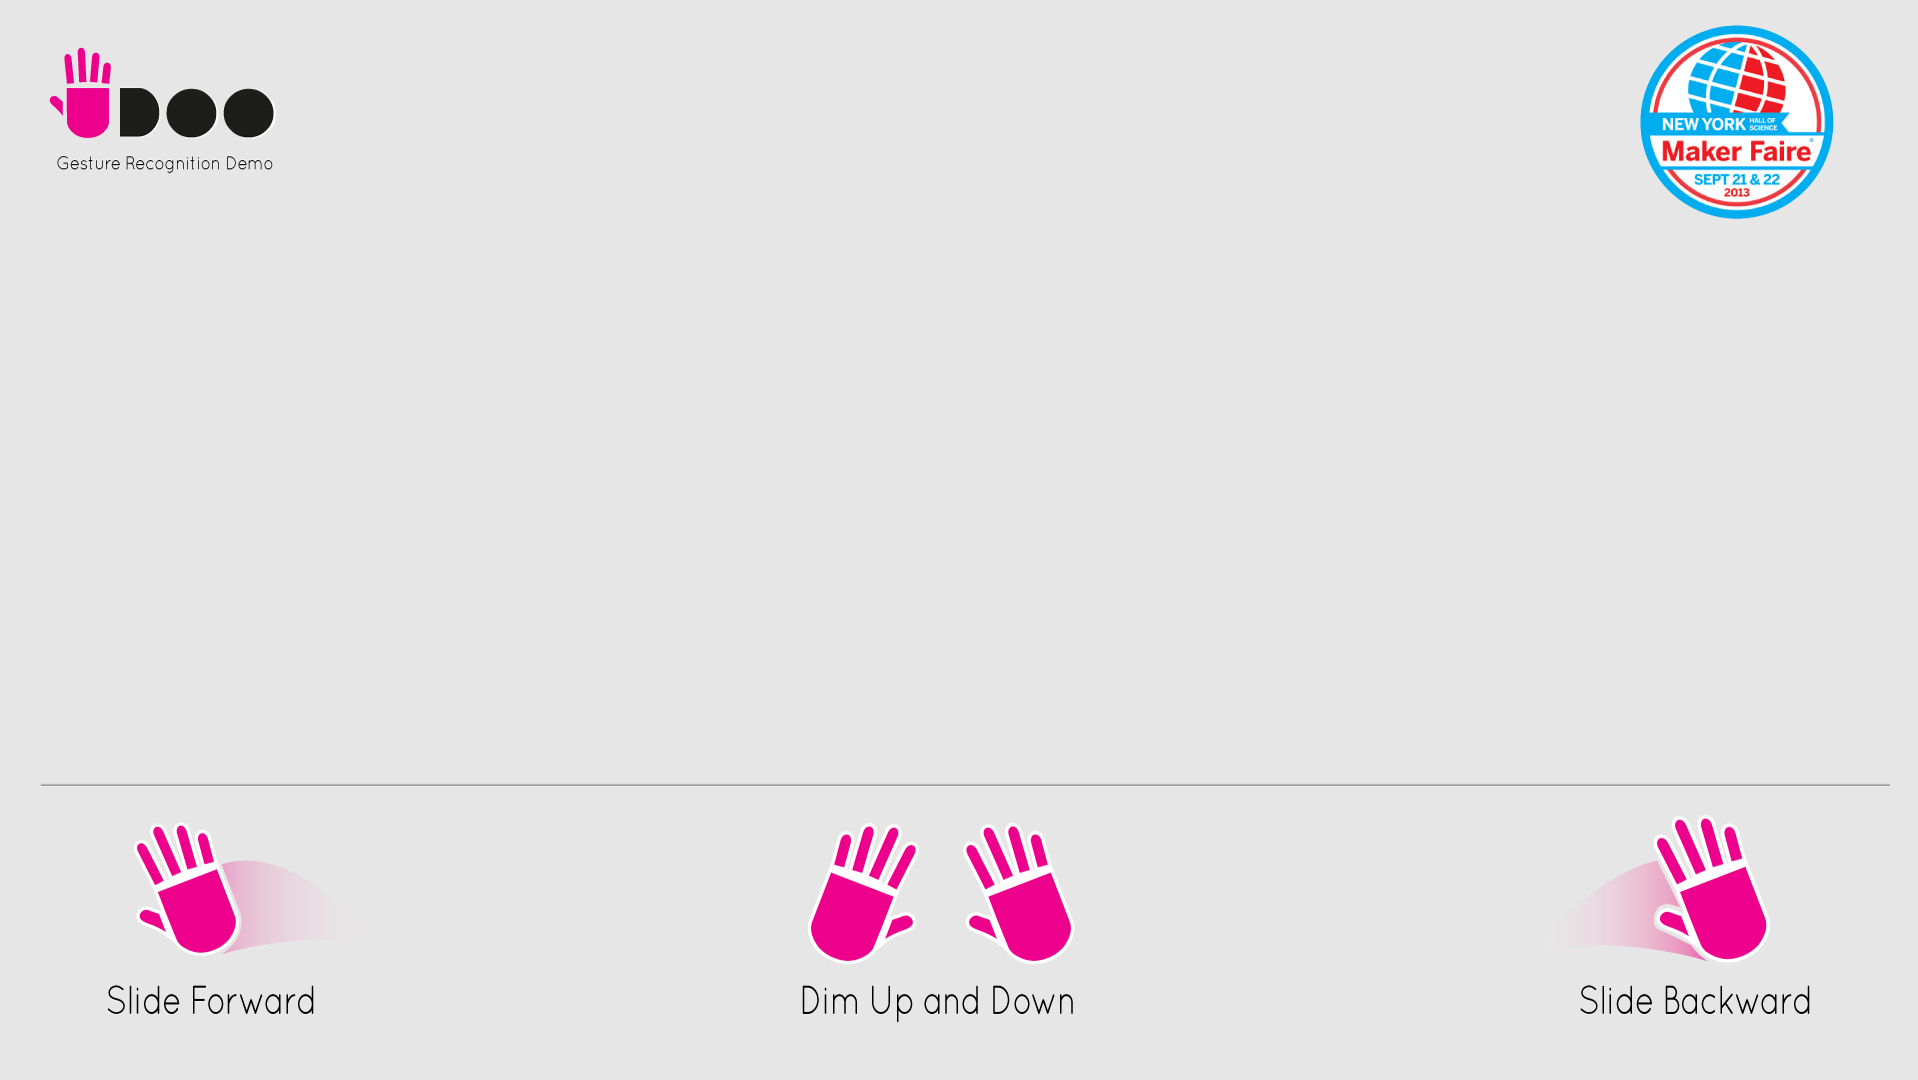 UDOO
Gesture Recognition Demo
NEW YORK HALL OF SCIENCE
Maker Faire®
SEPT 21 & 22
2013
Slide Forward
Dim Up and Down
Slide Backward